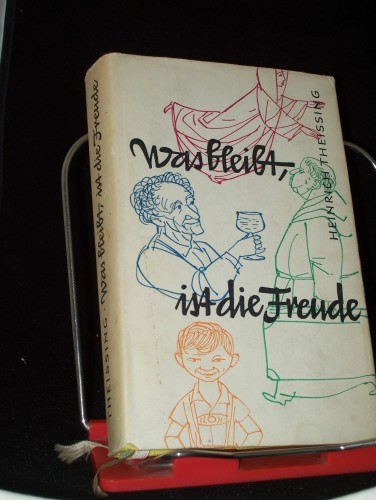 Was bleibt,
ist die Freude
HEINRICH THEISSING
THEISSING · Was bleibt, ist die Freude